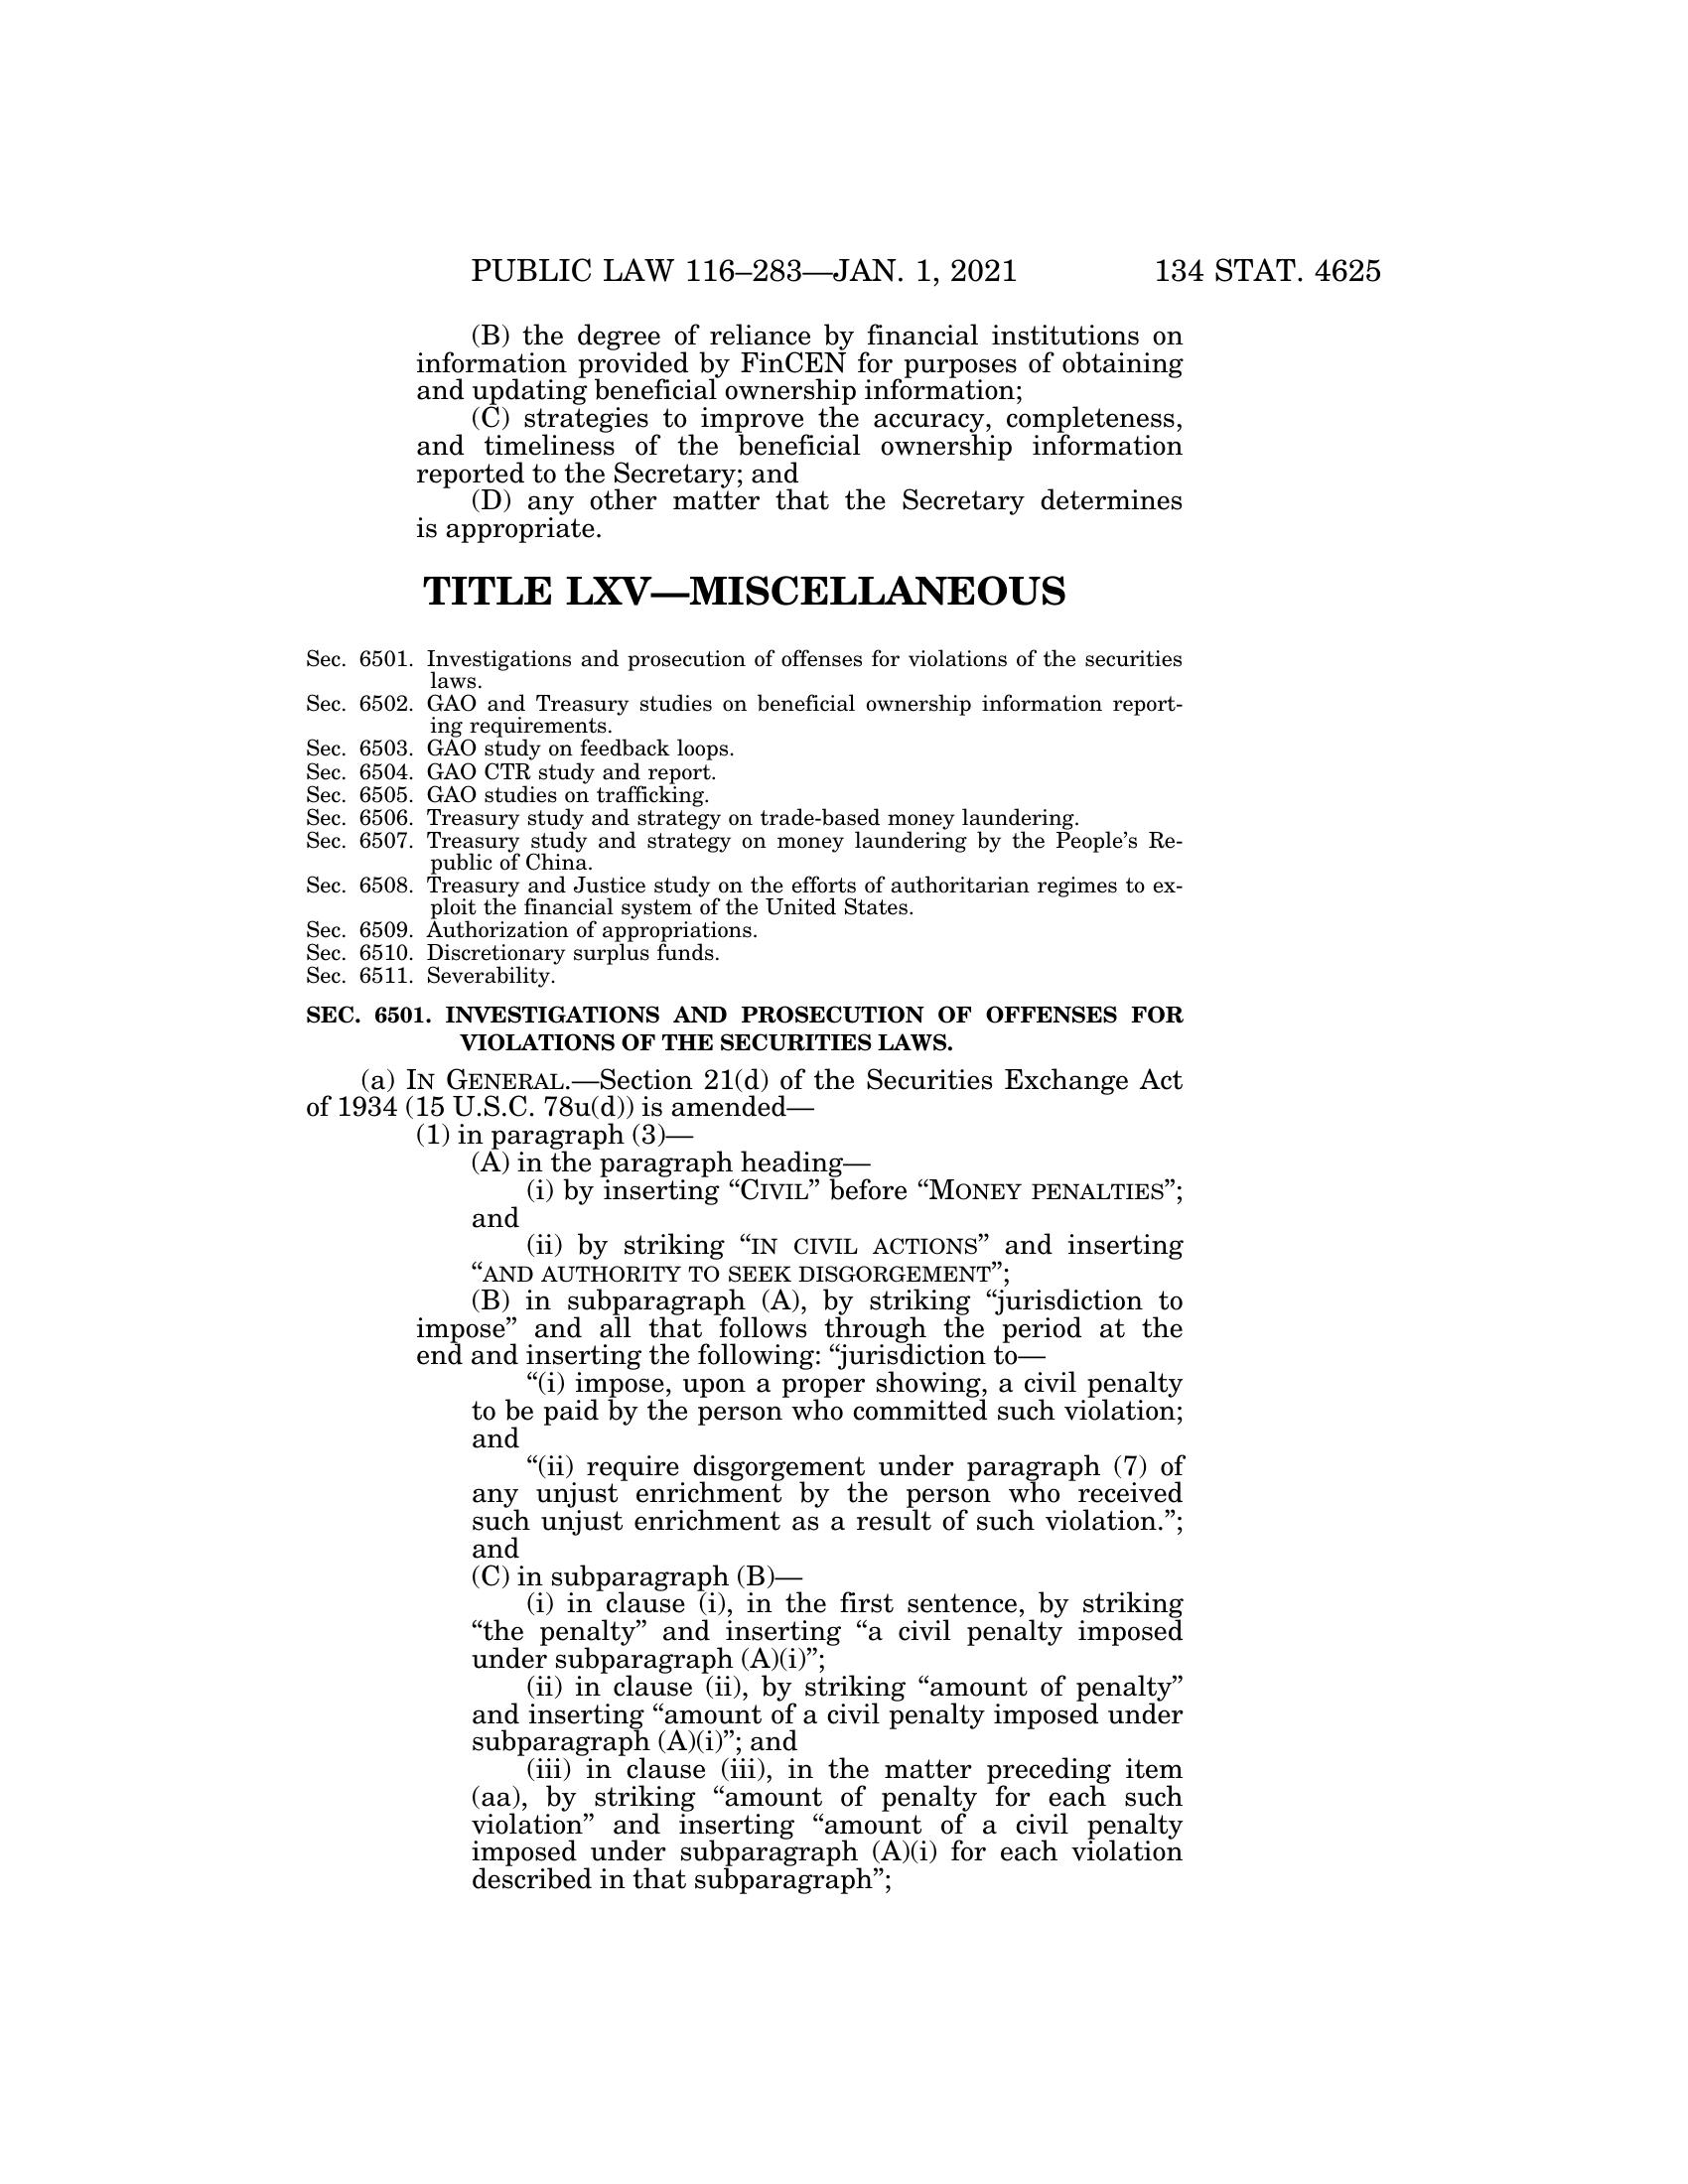 PUBLIC LAW 116–283—JAN. 1, 2021 134 STAT. 4625
(B) the degree of reliance by financial institutions on
information provided by FinCEN for purposes of obtaining
and updating beneficial ownership information;
(C) strategies to improve the accuracy, completeness,
and timeliness of the beneficial ownership information
reported to the Secretary; and
(D) any other matter that the Secretary determines
is appropriate.
TITLE LXV—MISCELLANEOUS
Sec. 6501. Investigations and prosecution of offenses for violations of the securities
laws.
Sec. 6502. GAO and Treasury studies on beneficial ownership information report-
ing requirements.
Sec. 6503. GAO study on feedback loops.
Sec. 6504. GAO CTR study and report.
Sec. 6505. GAO studies on trafficking.
Sec. 6506. Treasury study and strategy on trade-based money laundering.
Sec. 6507. Treasury study and strategy on money laundering by the People’s Re-
public of China.
Sec. 6508. Treasury and Justice study on the efforts of authoritarian regimes to ex-
ploit the financial system of the United States.
Sec. 6509. Authorization of appropriations.
Sec. 6510. Discretionary surplus funds.
Sec. 6511. Severability.
SEC. 6501. INVESTIGATIONS AND PROSECUTION OF OFFENSES FOR
VIOLATIONS OF THE SECURITIES LAWS.
(a) IN GENERAL.—Section 21(d) of the Securities Exchange Act
of 1934 (15 U.S.C. 78u(d)) is amended—
(1) in paragraph (3)—
(A) in the paragraph heading—
(i) by inserting “CIVIL” before “MONEY PENALTIES”;
and
(ii) by striking “IN CIVIL ACTIONS” and inserting
“AND AUTHORITY TO SEEK DISGORGEMENT”;
(B) in subparagraph (A), by striking “jurisdiction to
impose” and all that follows through the period at the
end and inserting the following: “jurisdiction to—
“(i) impose, upon a proper showing, a civil penalty
to be paid by the person who committed such violation;
and
“(ii) require disgorgement under paragraph (7) of
any unjust enrichment by the person who received
such unjust enrichment as a result of such violation.”;
and
(C) in subparagraph (B)—
(i) in clause (i), in the first sentence, by striking
“the penalty” and inserting “a civil penalty imposed
under subparagraph (A)(i)”;
(ii) in clause (ii), by striking “amount of penalty”
and inserting “amount of a civil penalty imposed under
subparagraph (A)(i)”; and
(iii) in clause (iii), in the matter preceding item
(aa), by striking “amount of penalty for each such
violation” and inserting “amount of a civil penalty
imposed under subparagraph (A)(i) for each violation
described in that subparagraph”;